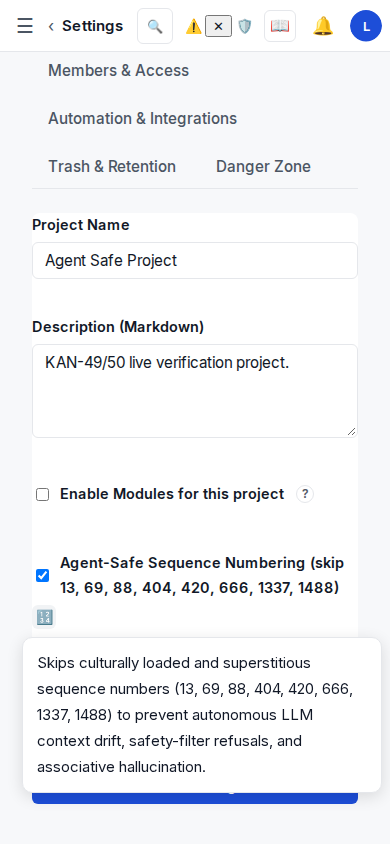 ☰ ‹ Settings 🔍 ⚠️ ✕ 🛡️ 📖 🔔 L
Members & Access
Automation & Integrations
Trash & Retention Danger Zone
Project Name
Agent Safe Project
Description (Markdown)
KAN-49/50 live verification project.
Enable Modules for this project ?
Agent-Safe Sequence Numbering (skip
13, 69, 88, 404, 420, 666, 1337, 1488)
🔢
Skips culturally loaded and superstitious
sequence numbers (13, 69, 88, 404, 420, 666,
1337, 1488) to prevent autonomous LLM
context drift, safety-filter refusals, and
associative hallucination.